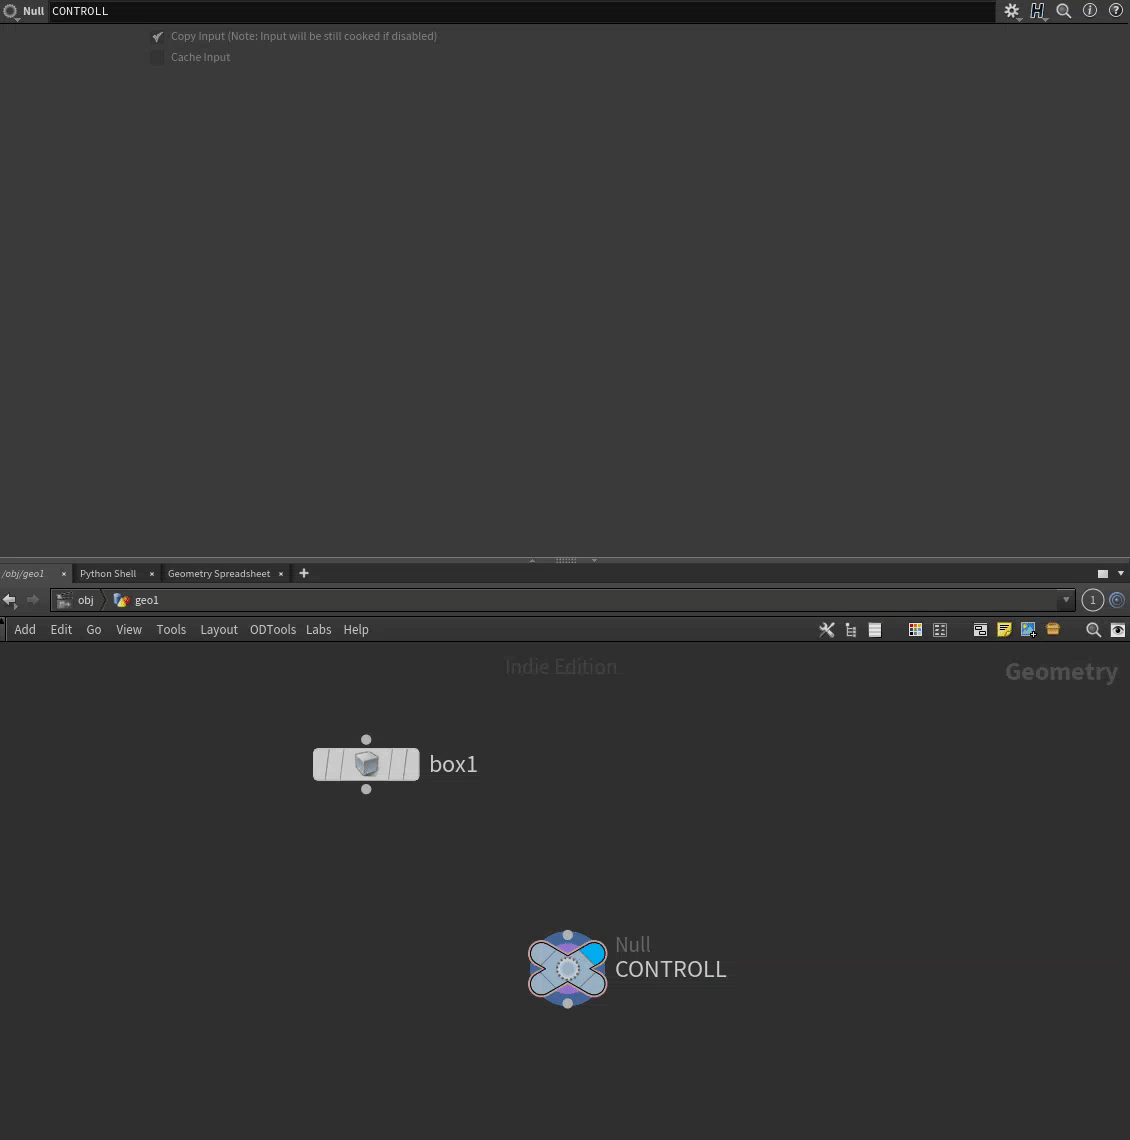 Null CONTROLL
Copy Input (Note: Input will be still cooked if disabled)
Cache Input
/obj/geo1 × Python Shell × Geometry Spreadsheet × +
obj geo1 1
Add Edit Go View Tools Layout ODTools Labs Help
Indie Edition
Geometry
box1
Null
CONTROLL